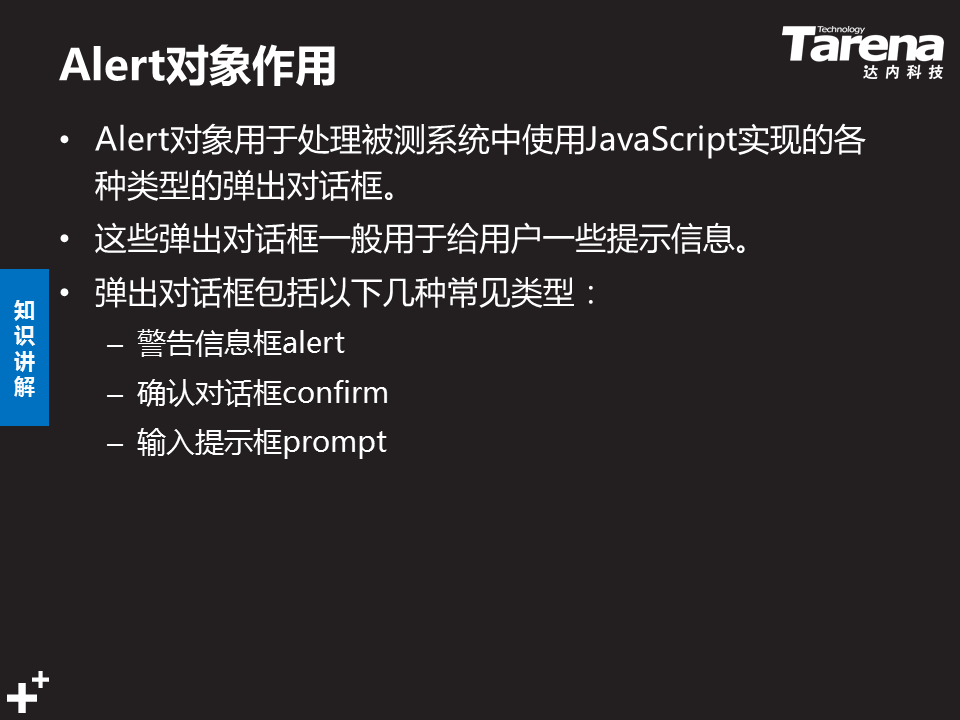 Alert对象作用
Technology
Tarena
达内科技
• Alert对象用于处理被测系统中使用JavaScript实现的各
种类型的弹出对话框。
• 这些弹出对话框一般用于给用户一些提示信息。
• 弹出对话框包括以下几种常见类型：
– 警告信息框alert
– 确认对话框confirm
– 输入提示框prompt
知识讲解